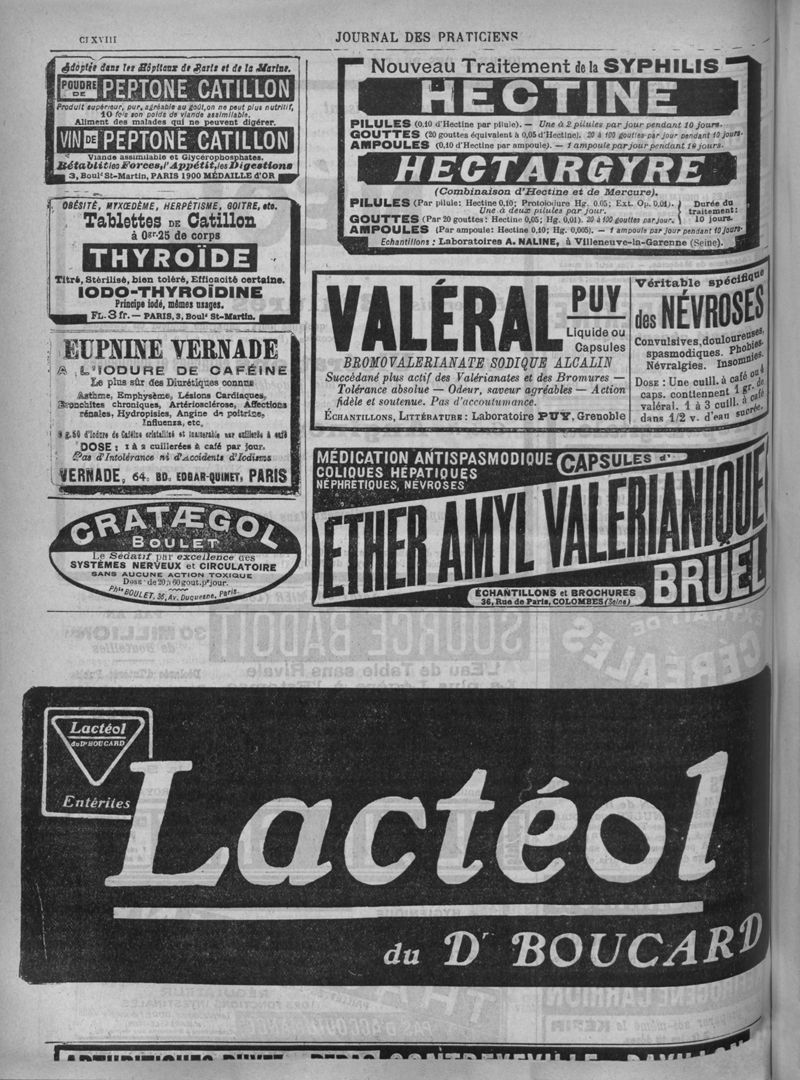 CLXVIII
JOURNAL DES PRATICIENS
Adoptée dans les Hôpitaux de Paris et de la Marine.
POUDRE DE PEPTONE CATILLON
Produit supérieur, pur, agréable au goût, on ne peut plus nutritif,
10 fois son poids de viande assimilable.
Aliment des malades qui ne peuvent digérer.
VIN DE PEPTONE CATILLON
Viande assimilable et Glycérophosphates.
Rétablit les Forces, l'Appétit, les Digestions
3, Boulᵗ St-Martin, PARIS 1900 MÉDAILLE D'OR
OBÉSITÉ, MYXŒDÈME, HERPÉTISME, GOITRE, etc.
Tablettes DE Catillon
à 0gr·25 de corps
THYROÏDE
Titré, Stérilisé, bien toléré, Efficacité certaine.
IODO-THYROÏDINE
Principe iodé, mêmes usages.
FL. 3 fr. — PARIS, 3, Boulᵗ St-Martin.
EUPNINE VERNADE
A L'IODURE DE CAFÉINE
Le plus sûr des Diurétiques connus
Asthme, Emphysème, Lésions Cardiaques,
Bronchites chroniques, Artériosclérose, Affections
rénales, Hydropisies, Angine de poitrine,
Influenza, etc.
DOSE : 1 à 2 cuillerées à café par jour.
Pas d'Intolérance ni d'Accidents d'Iodisme
VERNADE, 64, BD. EDGAR-QUINET, PARIS
CRATÆGOL
BOULET
Le Sédatif par excellence des
SYSTÈMES NERVEUX et CIRCULATOIRE
SANS AUCUNE ACTION TOXIQUE
Dose de 20 à 60 gout. pr jour.
Phie BOULET, 36, Av. Duquesne, Paris.
Nouveau Traitement de la SYPHILIS
HECTINE
PILULES (0,10 d'Hectine par pilule). — Une à 2 pilules par jour pendant 10 jours.
GOUTTES (20 gouttes équivalent à 0,05 d'Hectine). 20 à 100 gouttes par jour pendant 10 jours.
AMPOULES (0,10 d'Hectine par ampoule). — 1 ampoule par jour pendant 10 jours.
HECTARGYRE
(Combinaison d'Hectine et de Mercure).
PILULES (Par pilule: Hectine 0,10; Protoiodure Hg. 0,05; Ext. Op. 0,01).
Une à deux pilules par jour.
GOUTTES (Par 20 gouttes: Hectine 0,05; Hg. 0,01). 20 à 100 gouttes par jour.
Durée du
traitement:
10 jours.
AMPOULES (Par ampoule: Hectine 0,10; Hg. 0,005). — 1 ampoule par jour pendant 10 jours.
Echantillons : Laboratoires A. NALINE, à Villeneuve-la-Garenne (Seine).
VALÉRAL
PUY
Liquide ou
Capsules
BROMOVALERIANATE SODIQUE ALCALIN
Succédané plus actif des Valérianates et des Bromures —
Tolérance absolue — Odeur, saveur agréables — Action
fidèle et soutenue. Pas d'accoutumance.
ÉCHANTILLONS, LITTÉRATURE : Laboratoire PUY, Grenoble
Véritable spécifique
des NÉVROSES
Convulsives, douloureuses,
spasmodiques. Phobies.
Névralgies. Insomnies.
DOSE : Une cuill. à café ou 4
caps. contiennent 1 gr. de
valéral. 1 à 3 cuill. à café
dans 1/2 v. d'eau sucrée.
MÉDICATION ANTISPASMODIQUE
COLIQUES HÉPATIQUES
NÉPHRETIQUES, NÉVROSES
CAPSULES d'
ETHER AMYL VALERIANIQUE
BRUEL
ÉCHANTILLONS ET BROCHURES
36, Rue de Paris, COLOMBES (Seine)
Lactéol
du Dr BOUCARD
Entérites
Lactéol
du Dr BOUCARD